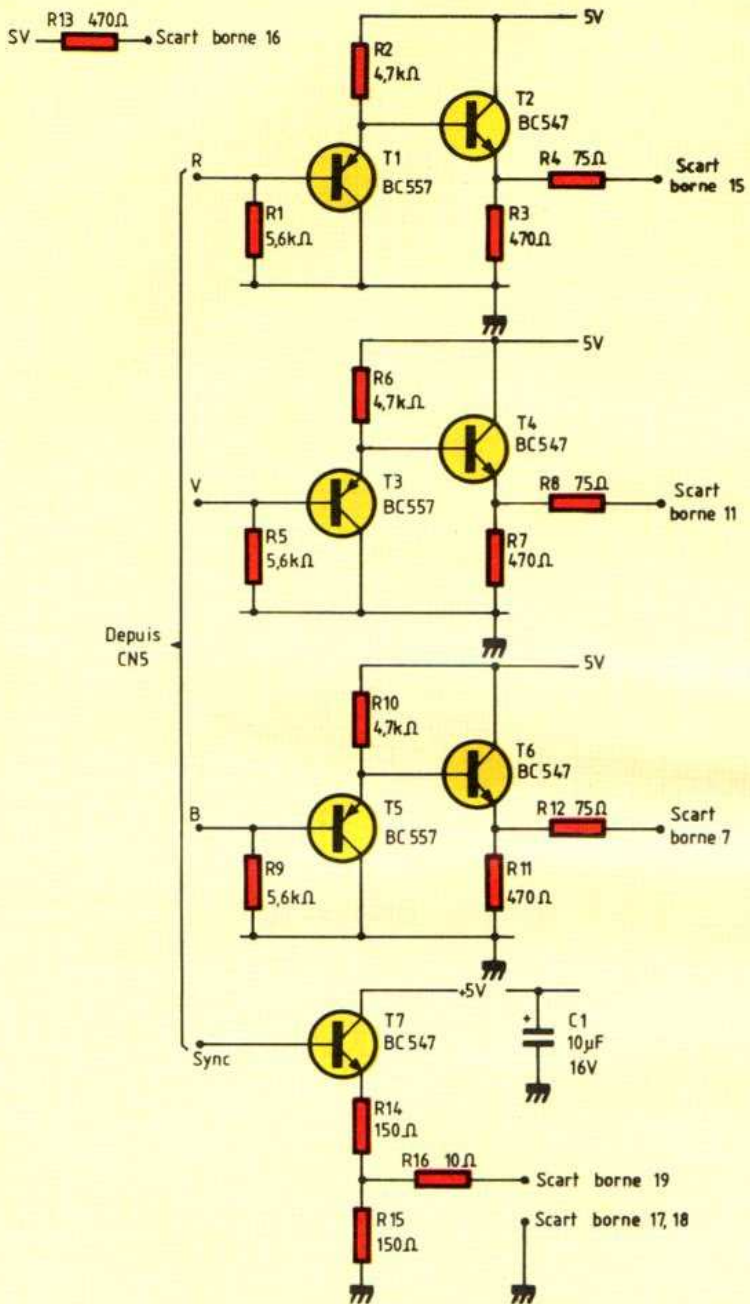 R13 470Ω
SV
Scart borne 16
5V
R2
4,7kΩ
T2
BC547
R
T1
BC557
R4 75Ω
Scart
borne 15
R1
5,6kΩ
R3
470Ω
5V
R6
4,7kΩ
T4
BC547
V
T3
BC557
R8 75Ω
Scart
borne 11
R5
5,6kΩ
R7
470Ω
Depuis
CN5
5V
R10
4,7kΩ
T6
BC547
B
T5
BC557
R12 75Ω
Scart
borne 7
R9
5,6kΩ
R11
470Ω
+5V
T7
BC547
+
C1
10µF
16V
Sync
R14
150Ω
R16 10Ω
Scart borne 19
R15
150Ω
Scart borne 17, 18